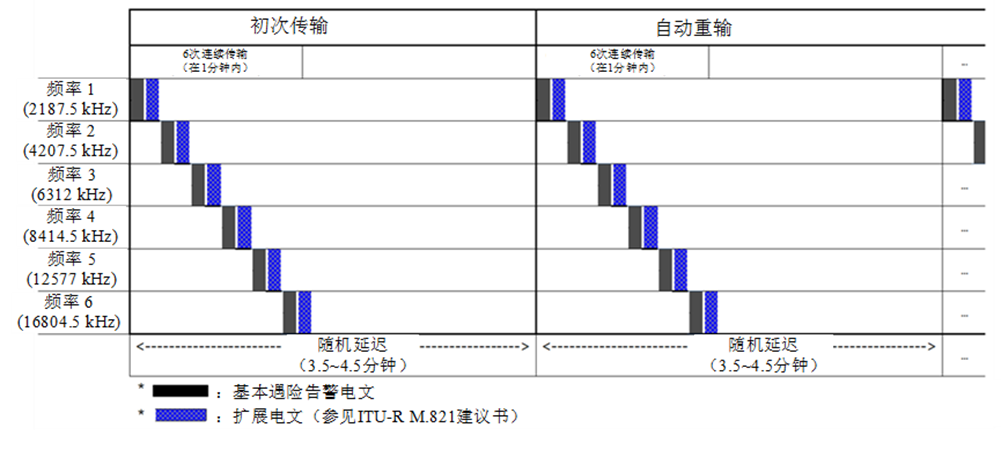 初次传输
自动重输
6次连续传输
（在1分钟内）
6次连续传输
（在1分钟内）
...
频率 1
(2187.5 kHz)
频率 2
(4207.5 kHz)
频率 3
(6312 kHz)
...
频率 4
(8414.5 kHz)
...
频率 5
(12577 kHz)
...
频率 6
(16804.5 kHz)
...
随机延迟
（3.5~4.5分钟）
随机延迟
（3.5~4.5分钟）
...
* ：基本遇险告警电文
* ：扩展电文（参见ITU-R M.821建议书）